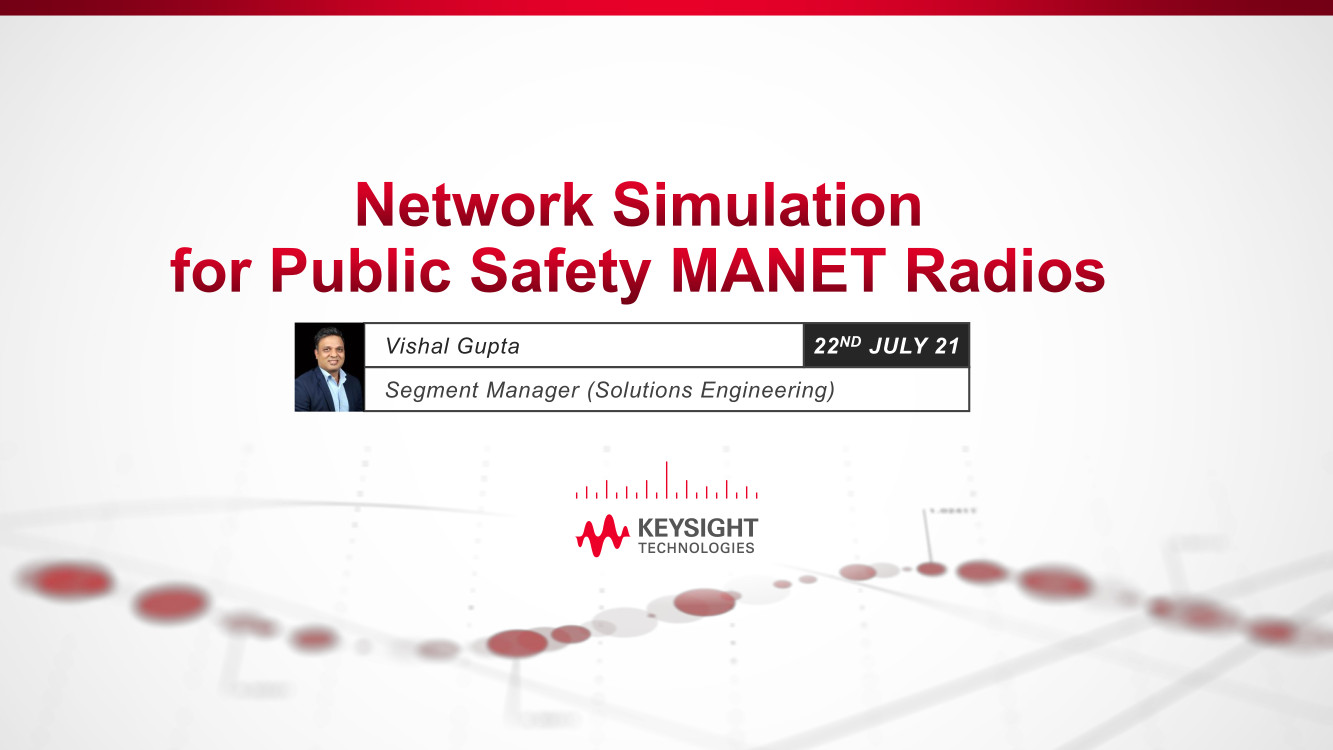 Network Simulation
for Public Safety MANET Radios
Vishal Gupta
22ND JULY 21
Segment Manager (Solutions Engineering)
KEYSIGHT
TECHNOLOGIES